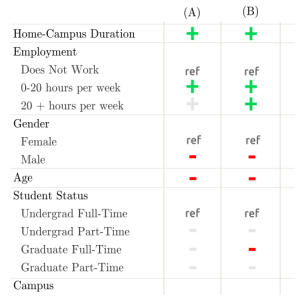 (A) (B)
Home-Campus Duration + +
Employment
Does Not Work ref ref
0-20 hours per week + +
20 + hours per week + +
Gender
Female ref ref
Male - -
Age - -
Student Status
Undergrad Full-Time ref ref
Undergrad Part-Time - -
Graduate Full-Time - -
Graduate Part-Time - -
Campus